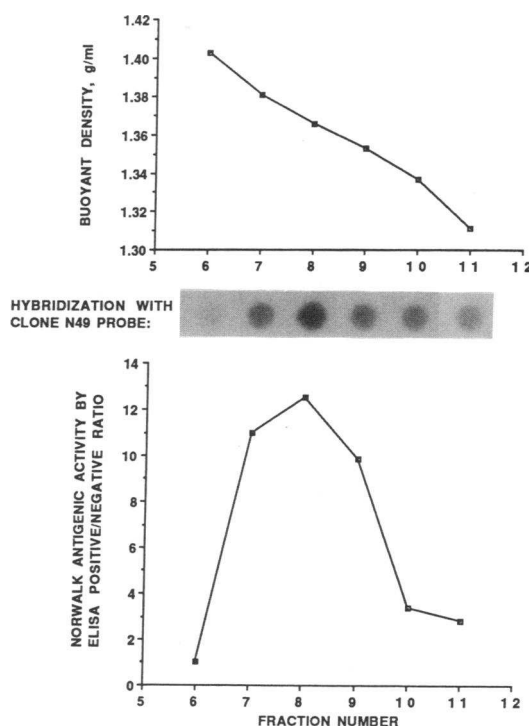 1.42
1.40
1.38
1.36
1.34
1.32
1.30
BUOYANT DENSITY, g/ml
5 6 7 8 9 10 11 12
HYBRIDIZATION WITH
CLONE N49 PROBE:
14
12
10
8
6
4
2
0
NORWALK ANTIGENIC ACTIVITY BY
ELISA POSITIVE/NEGATIVE RATIO
5 6 7 8 9 10 11 12
FRACTION NUMBER